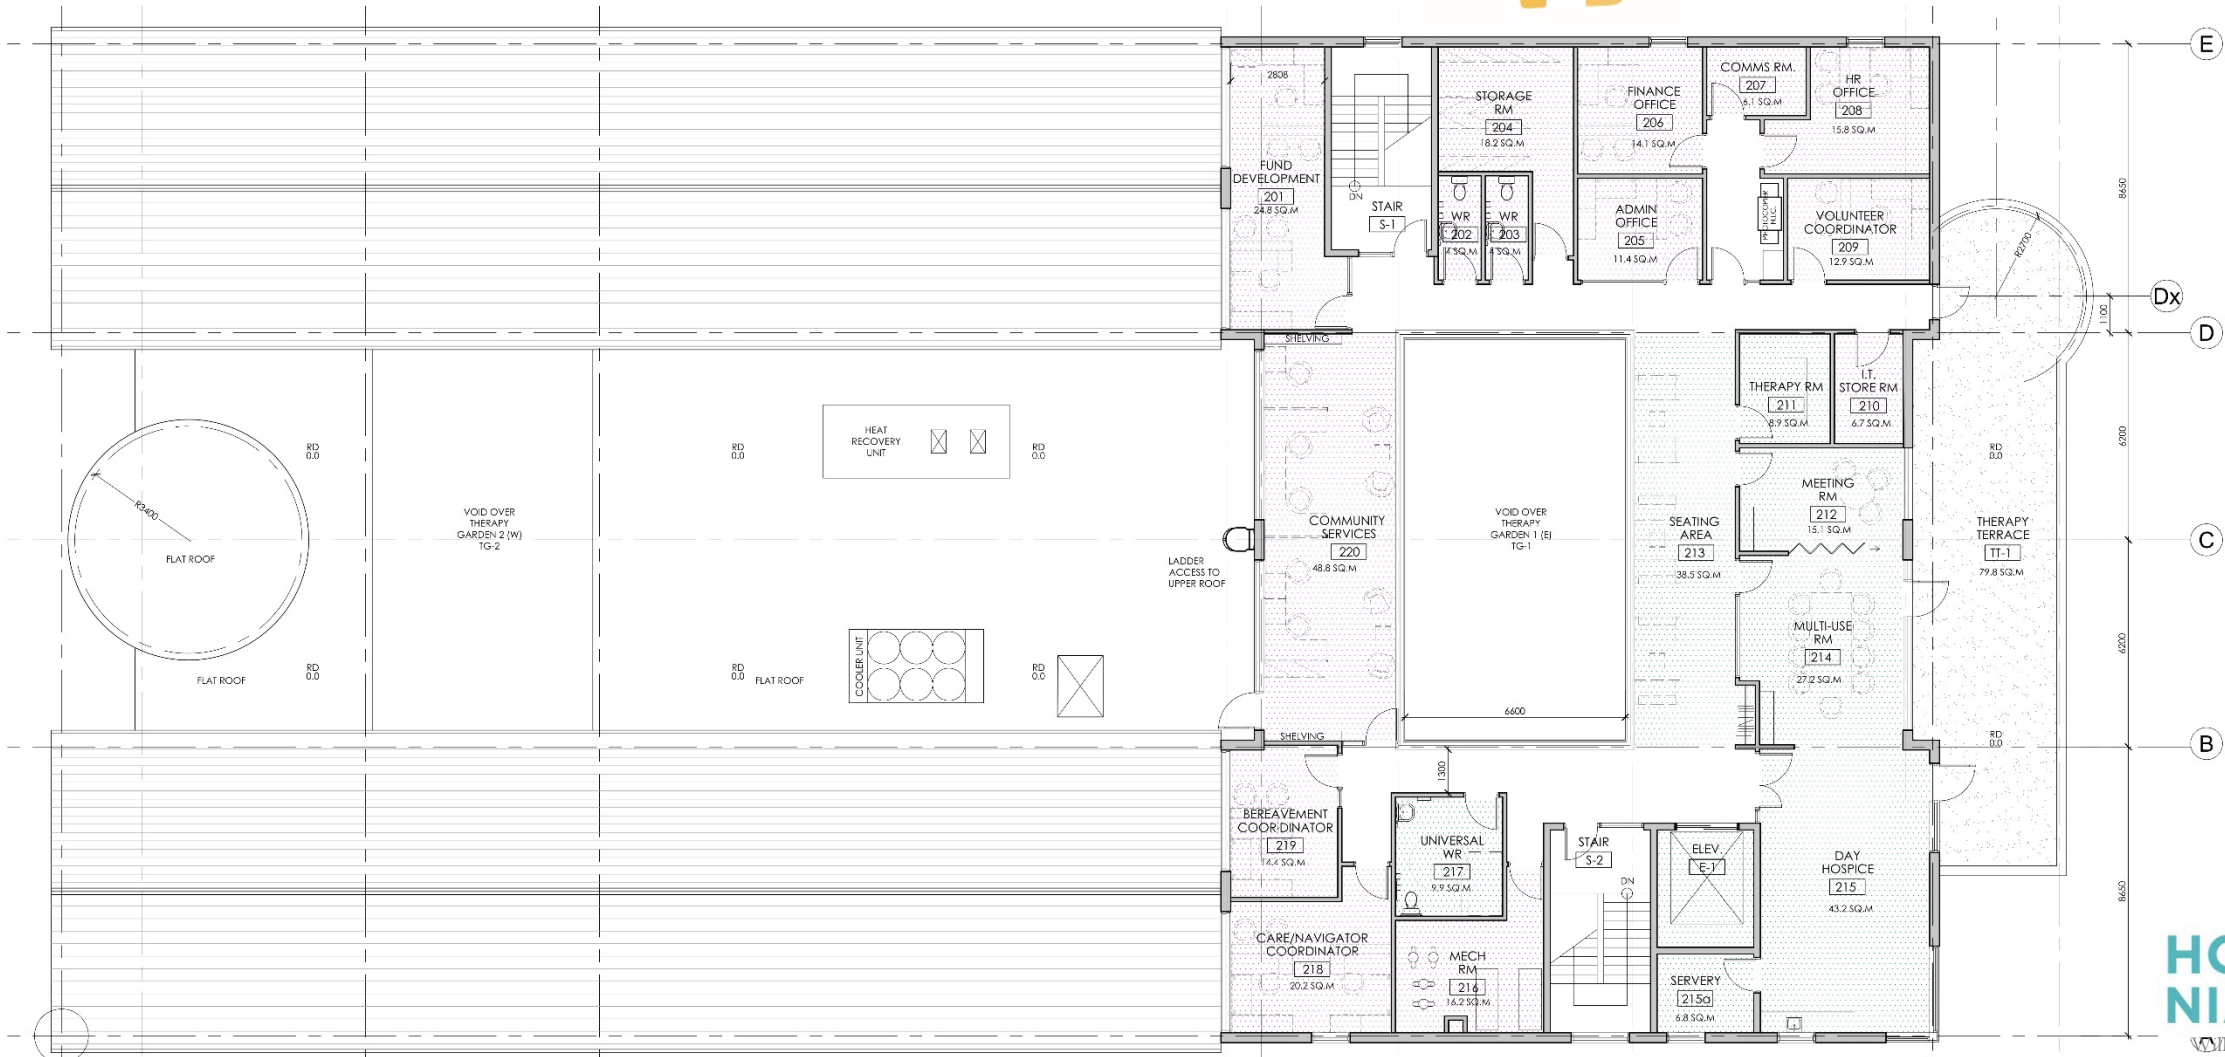 E
COMMS RM.
207
6.1 SQ.M
HR
OFFICE
208
15.8 SQ.M
2808
STORAGE
RM
204
18.2 SQ.M
FINANCE
OFFICE
206
14.1 SQ.M
FUND
DEVELOPMENT
201
24.8 SQ.M
DN
STAIR
S-1
WR
202
WR
203
ADMIN
OFFICE
205
11.4 SQ.M
PHOTOCOPIER
N.I.C.
VOLUNTEER
COORDINATOR
209
12.9 SQ.M
8650
R2700
Dx
1100
D
SHELVING
THERAPY RM
211
8.9 SQ.M
I.T.
STORE RM
210
6.7 SQ.M
6200
RD
0.0
HEAT
RECOVERY
UNIT
RD
0.0
RD
0.0
RD
0.0
R3400
FLAT ROOF
VOID OVER
THERAPY
GARDEN 2 (W)
TG-2
LADDER
ACCESS TO
UPPER ROOF
COMMUNITY
SERVICES
220
48.8 SQ.M
VOID OVER
THERAPY
GARDEN 1 (E)
TG-1
SEATING
AREA
213
38.5 SQ.M
MEETING
RM
212
15.1 SQ.M
THERAPY
TERRACE
TT-1
79.8 SQ.M
C
MULTI-USE
RM
214
27.2 SQ.M
6200
FLAT ROOF
RD
0.0
RD
0.0
FLAT ROOF
COOLER UNIT
RD
0.0
6600
SHELVING
RD
0.0
B
1300
BEREAVEMENT
COORDINATOR
219
14.4 SQ.M
UNIVERSAL
WR
217
9.9 SQ.M
STAIR
S-2
DN
ELEV.
E-1
DAY
HOSPICE
215
43.2 SQ.M
8650
CARE/NAVIGATOR
COORDINATOR
218
20.2 SQ.M
MECH
RM
216
16.2 SQ.M
SERVERY
215a
6.8 SQ.M